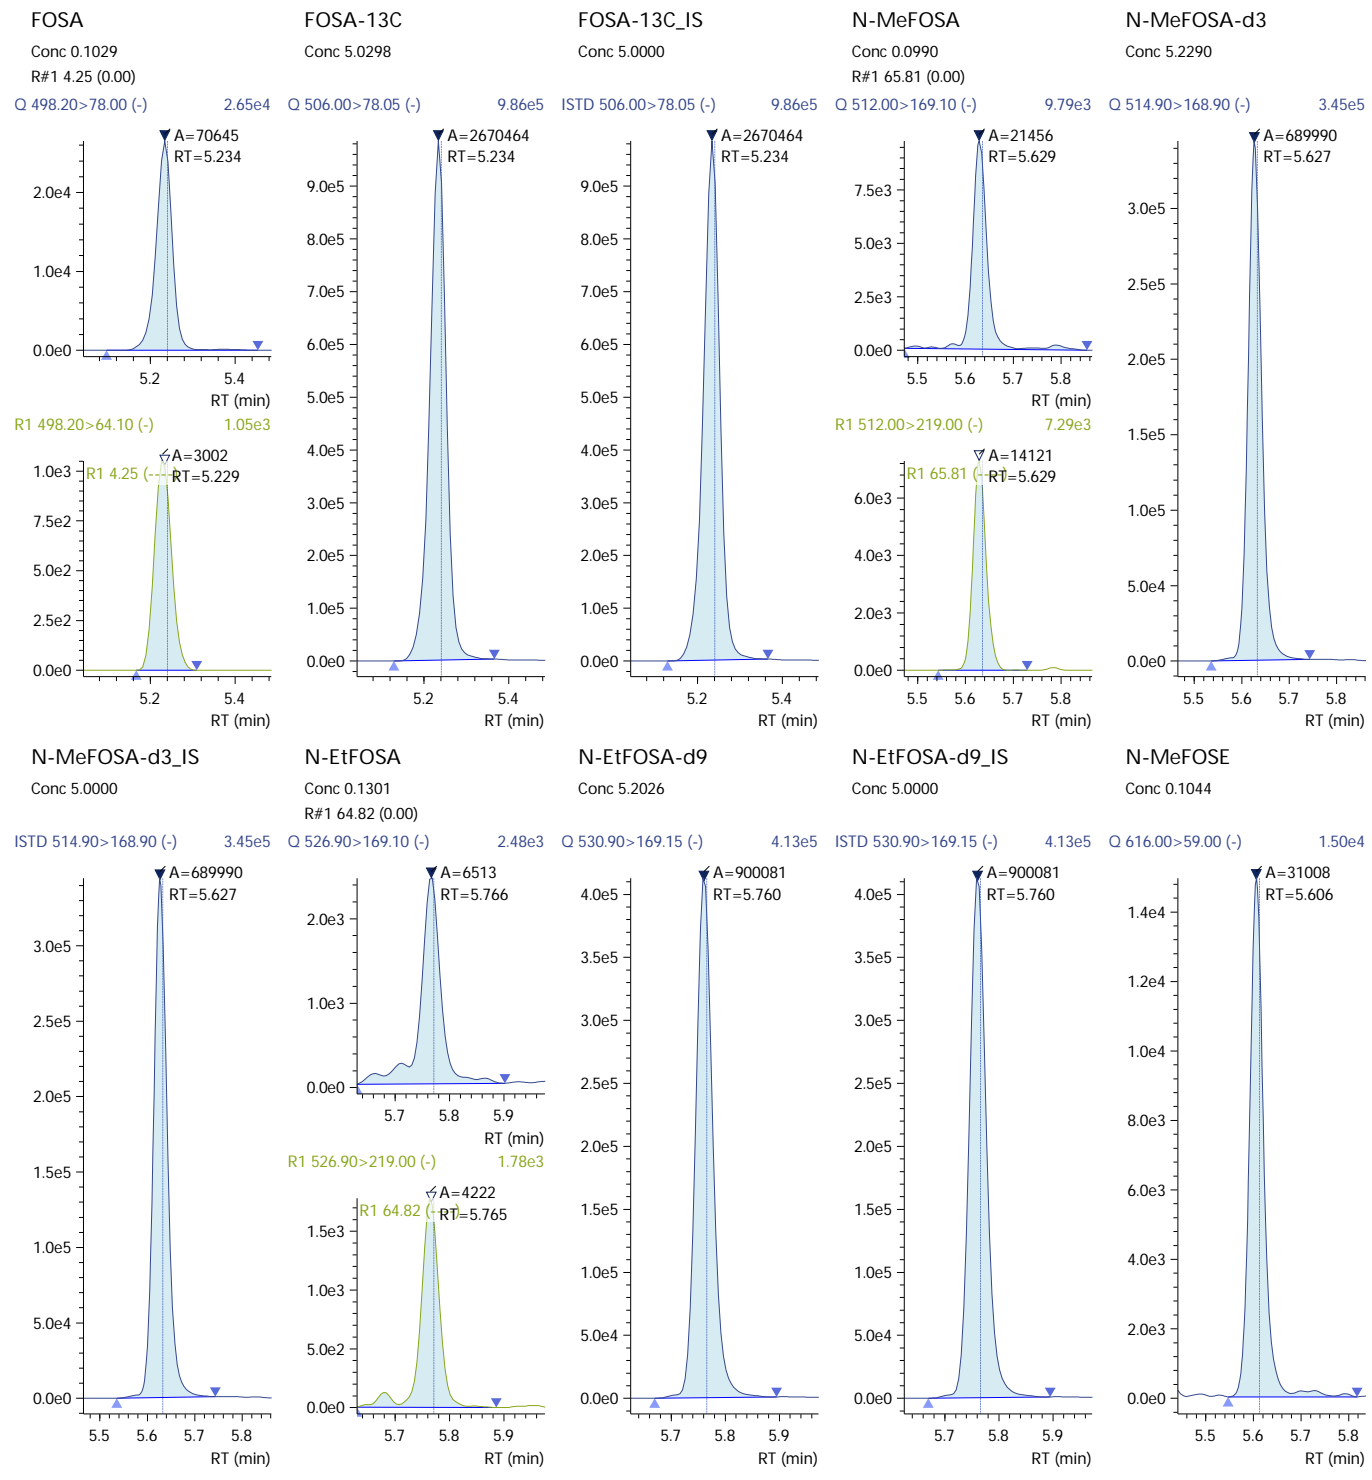 FOSA
Conc 0.1029
R#1 4.25 (0.00)
Q 498.20>78.00 (-) 2.65e4
A=70645
RT=5.234
2.0e4
1.0e4
0.0e0
5.2 5.4
RT (min)
R1 498.20>64.10 (-) 1.05e3
A=3002
R1 4.25 (----)
RT=5.229
1.0e3
7.5e2
5.0e2
2.5e2
0.0e0
5.2 5.4
RT (min)
FOSA-13C
Conc 5.0298
Q 506.00>78.05 (-) 9.86e5
A=2670464
RT=5.234
9.0e5
8.0e5
7.0e5
6.0e5
5.0e5
4.0e5
3.0e5
2.0e5
1.0e5
0.0e0
5.2 5.4
RT (min)
FOSA-13C_IS
Conc 5.0000
ISTD 506.00>78.05 (-) 9.86e5
A=2670464
RT=5.234
9.0e5
8.0e5
7.0e5
6.0e5
5.0e5
4.0e5
3.0e5
2.0e5
1.0e5
0.0e0
5.2 5.4
RT (min)
N-MeFOSA
Conc 0.0990
R#1 65.81 (0.00)
Q 512.00>169.10 (-) 9.79e3
A=21456
RT=5.629
7.5e3
5.0e3
2.5e3
0.0e0
5.5 5.6 5.7 5.8
RT (min)
R1 512.00>219.00 (-) 7.29e3
A=14121
R1 65.81 (----)
RT=5.629
6.0e3
4.0e3
2.0e3
0.0e0
5.5 5.6 5.7 5.8
RT (min)
N-MeFOSA-d3
Conc 5.2290
Q 514.90>168.90 (-) 3.45e5
A=689990
RT=5.627
3.0e5
2.5e5
2.0e5
1.5e5
1.0e5
5.0e4
0.0e0
5.5 5.6 5.7 5.8
RT (min)
N-MeFOSA-d3_IS
Conc 5.0000
ISTD 514.90>168.90 (-) 3.45e5
A=689990
RT=5.627
3.0e5
2.5e5
2.0e5
1.5e5
1.0e5
5.0e4
0.0e0
5.5 5.6 5.7 5.8
RT (min)
N-EtFOSA
Conc 0.1301
R#1 64.82 (0.00)
Q 526.90>169.10 (-) 2.48e3
A=6513
RT=5.766
2.0e3
1.0e3
0.0e0
5.7 5.8 5.9
RT (min)
R1 526.90>219.00 (-) 1.78e3
A=4222
R1 64.82 (----)
RT=5.765
1.5e3
1.0e3
5.0e2
0.0e0
5.7 5.8 5.9
RT (min)
N-EtFOSA-d9
Conc 5.2026
Q 530.90>169.15 (-) 4.13e5
A=900081
RT=5.760
4.0e5
3.5e5
3.0e5
2.5e5
2.0e5
1.5e5
1.0e5
5.0e4
0.0e0
5.7 5.8 5.9
RT (min)
N-EtFOSA-d9_IS
Conc 5.0000
ISTD 530.90>169.15 (-) 4.13e5
A=900081
RT=5.760
4.0e5
3.5e5
3.0e5
2.5e5
2.0e5
1.5e5
1.0e5
5.0e4
0.0e0
5.7 5.8 5.9
RT (min)
N-MeFOSE
Conc 0.1044
Q 616.00>59.00 (-) 1.50e4
A=31008
RT=5.606
1.4e4
1.2e4
1.0e4
8.0e3
6.0e3
4.0e3
2.0e3
0.0e0
5.5 5.6 5.7 5.8
RT (min)